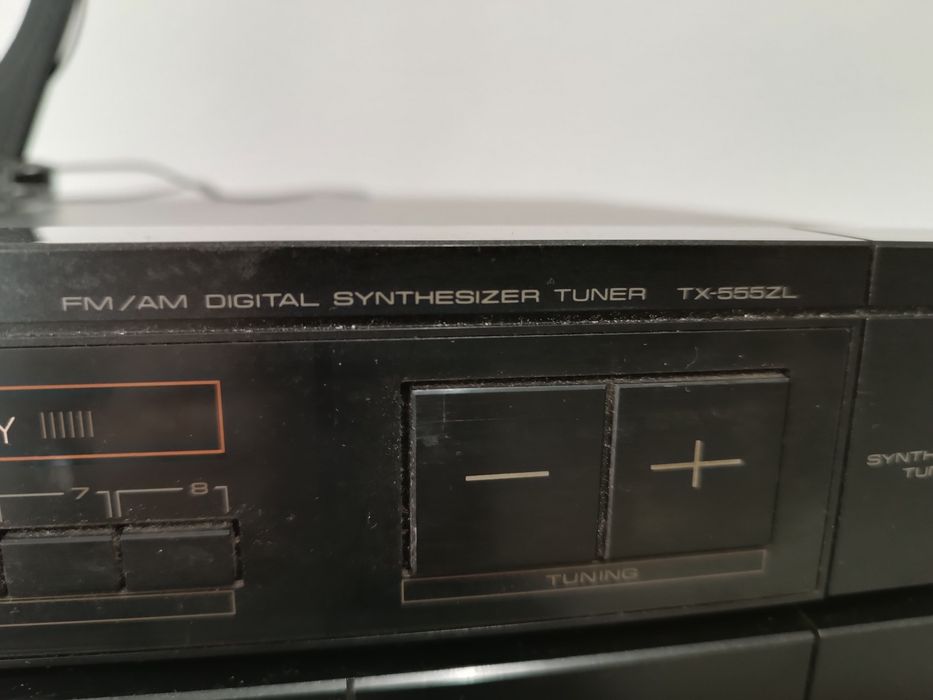 FM/AM DIGITAL SYNTHESIZER TUNER TX-555ZL
Y
7 8
— +
TUNING